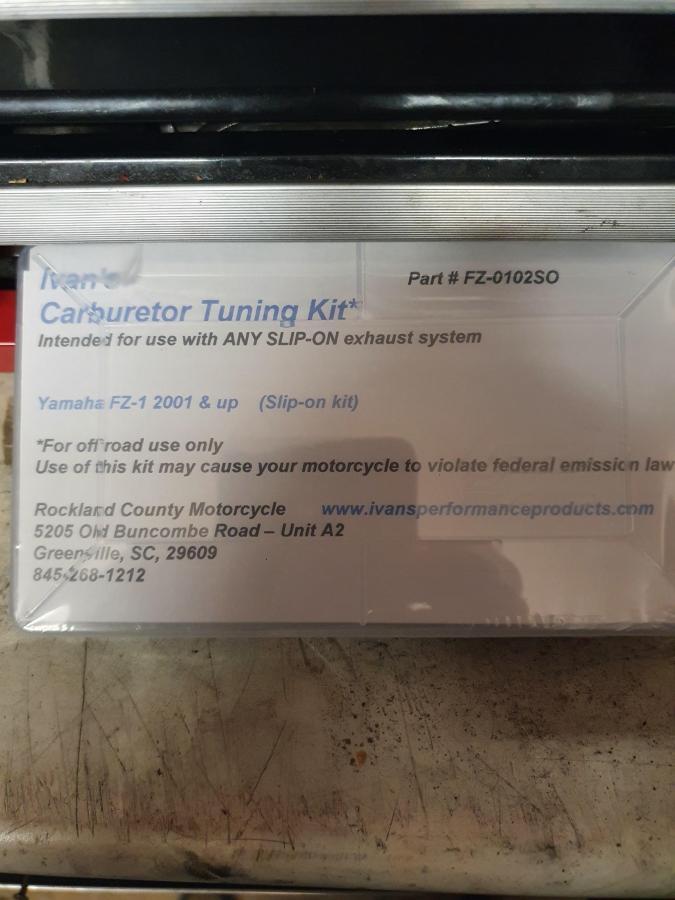 Ivan's
Part # FZ-0102SO
Carburetor Tuning Kit*
Intended for use with ANY SLIP-ON exhaust system
Yamaha FZ-1 2001 & up (Slip-on kit)
*For off road use only
Use of this kit may cause your motorcycle to violate federal emission law
Rockland County Motorcycle www.ivansperformanceproducts.com
5205 Old Buncombe Road – Unit A2
Greenville, SC, 29609
845-268-1212